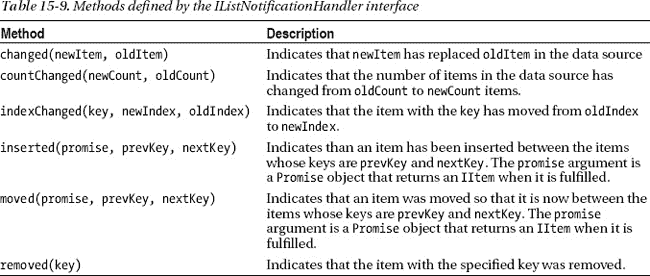 Table 15-9. Methods defined by the IListNotificationHandler interface
Method Description
changed(newItem, oldItem) Indicates that newItem has replaced oldItem in the data source
countChanged(newCount, oldCount) Indicates that the number of items in the data source has
changed from oldCount to newCount items.
indexChanged(key, newIndex, oldIndex) Indicates that the item with the key has moved from oldIndex
to newIndex.
inserted(promise, prevKey, nextKey) Indicates than an item has been inserted between the items
whose keys are prevKey and nextKey. The promise argument is
a Promise object that returns an IItem when it is fulfilled.
moved(promise, prevKey, nextKey) Indicates that an item was moved so that it is now between the
items whose keys are prevKey and nextKey. The promise
argument is a Promise object that returns an IItem when it is
fulfilled.
removed(key) Indicates that the item with the specified key was removed.